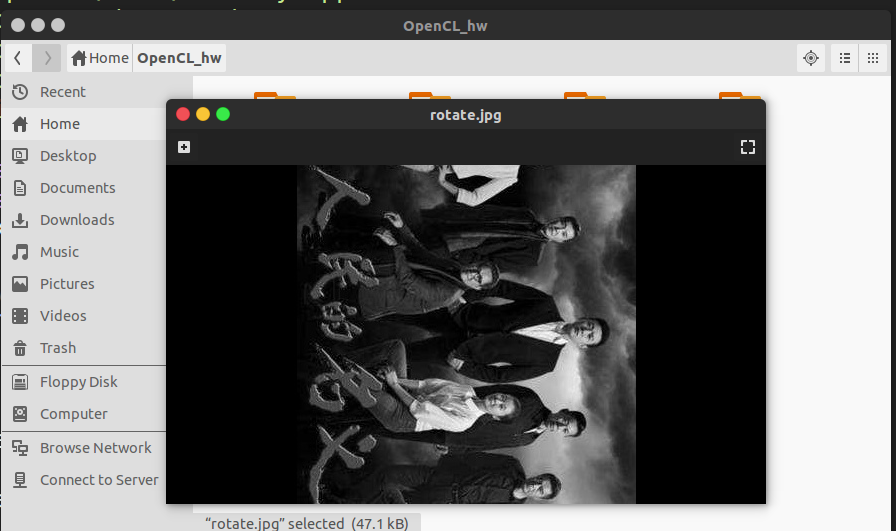 OpenCL_hw
Home
OpenCL_hw
Recent
Home
Desktop
Documents
Downloads
Music
Pictures
Videos
Trash
Floppy Disk
Computer
Browse Network
Connect to Server
rotate.jpg
人民的名义
“rotate.jpg” selected (47.1 kB)